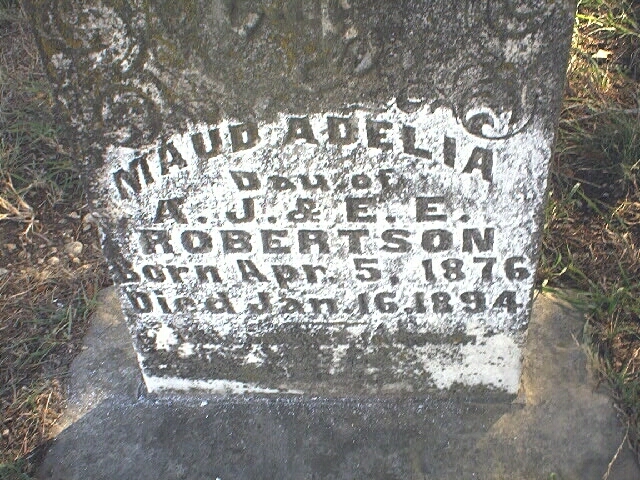 MAUD ADELIA
Dau. of
A. J. & E. E.
ROBERTSON
Born Apr. 5, 1876
Died Jan. 16, 1894